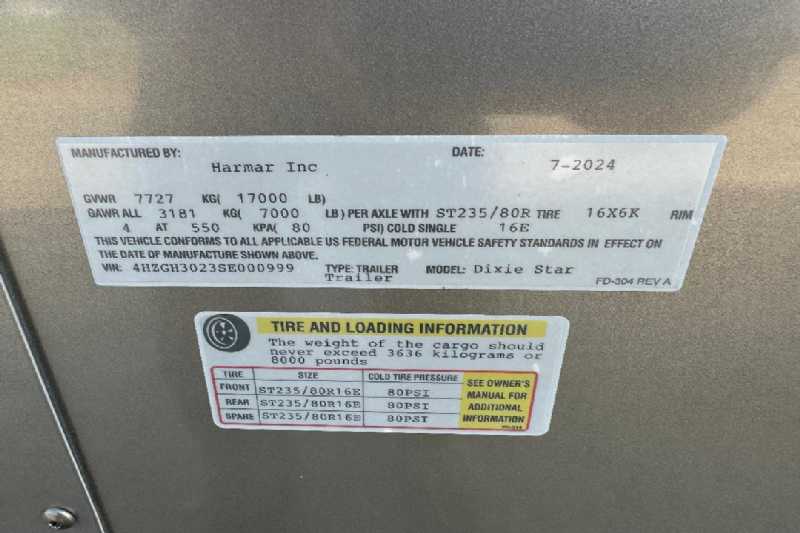 MANUFACTURED BY: Harmar Inc DATE: 7-2024
GVWR 7727 KG( 17000 LB)
GAWR ALL 3181 KG( 7000 LB) PER AXLE WITH ST235/80R TIRE 16X6K RIM
4 AT 550 KPA( 80 PSI) COLD SINGLE 16E
THIS VEHICLE CONFORMS TO ALL APPLICABLE US FEDERAL MOTOR VEHICLE SAFETY STANDARDS IN EFFECT ON
THE DATE OF MANUFACTURE SHOWN ABOVE.
VIN: 4HZGH3023SE000999 TYPE: TRAILER MODEL: Dixie Star
Trailer FD-304 REV A
TIRE AND LOADING INFORMATION
The weight of the cargo should
never exceed 3636 kilograms or
8000 pounds
TIRE SIZE COLD TIRE PRESSURE
FRONT ST235/80R16E 80PSI
REAR ST235/80R16E 80PSI
SPARE ST235/80R16E 80PSI
SEE OWNER'S
MANUAL FOR
ADDITIONAL
INFORMATION